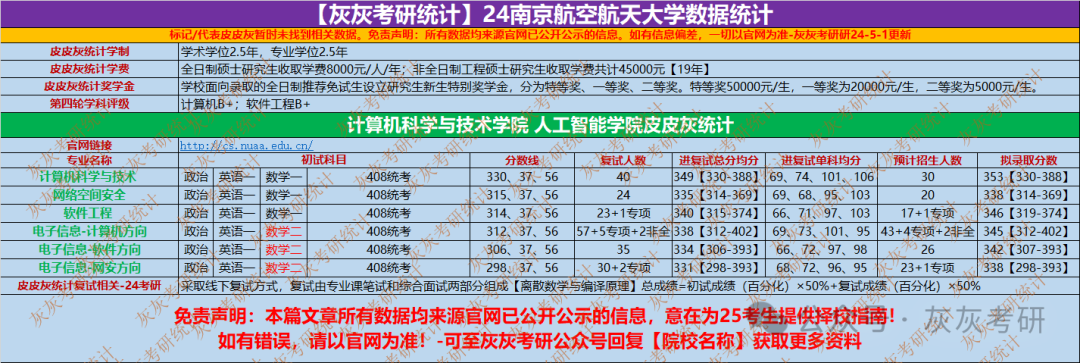 【灰灰考研统计】24南京航空航天大学数据统计
标记/代表皮皮灰暂时未找到相关数据。免责声明：所有数据均来源官网已公开公示的信息。如有信息偏差，一切以官网为准-灰灰考研研24-5-1更新
皮皮灰统计学制 学术学位2.5年，专业学位2.5年
皮皮灰统计学费 全日制硕士研究生收取学费8000元/人/年；非全日制工程硕士研究生收取学费共计45000元【19年】
皮皮灰统计奖学金 学校面向录取的全日制推荐免试生设立研究生新生特别奖学金，分为特等奖、一等奖、二等奖。特等奖50000元/生，一等奖为20000元/生，二等奖为5000元/生。
第四轮学科评级 计算机B+；软件工程B+
计算机科学与技术学院 人工智能学院皮皮灰统计
官网链接 http://cs.nuaa.edu.cn/
专业名称 初试科目 分数线 复试人数 进复试总分均分 进复试单科均分 预计招生人数 拟录取分数
计算机科学与技术 政治 英语一 数学一 408统考 330、37、56 40 349【330-388】 69、74、101、106 30 353【330-388】
网络空间安全 政治 英语一 数学一 408统考 315、37、56 24 335【314-369】 69、68、95、103 20 338【314-369】
软件工程 政治 英语一 数学一 408统考 314、37、56 23+1专项 340【315-374】 66、71、97、103 17+1专项 346【319-374】
电子信息-计算机方向 政治 英语一 数学二 408统考 312、37、56 57+5专项+2非全 338【312-402】 69、73、101、95 43+4专项+2非全 345【312-402】
电子信息-软件方向 政治 英语一 数学二 408统考 306、37、56 35 334【306-393】 66、72、97、98 26 342【307-393】
电子信息-网安方向 政治 英语一 数学二 408统考 298、37、56 30+2专项 331【298-393】 68、72、96、95 23+1专项 338【298-393】
皮皮灰统计复试相关-24考研 采取线下复试方式，复试由专业课笔试和综合面试两部分组成【离散数学与编译原理】总成绩=初试成绩（百分化）×50%+复试成绩（百分化）×50%
免责声明：本篇文章所有数据均来源官网已公开公示的信息，意在为25考生提供择校指南！
如有错误，请以官网为准！-可至灰灰考研公众号回复【院校名称】获取更多资料
公众号·灰灰考研